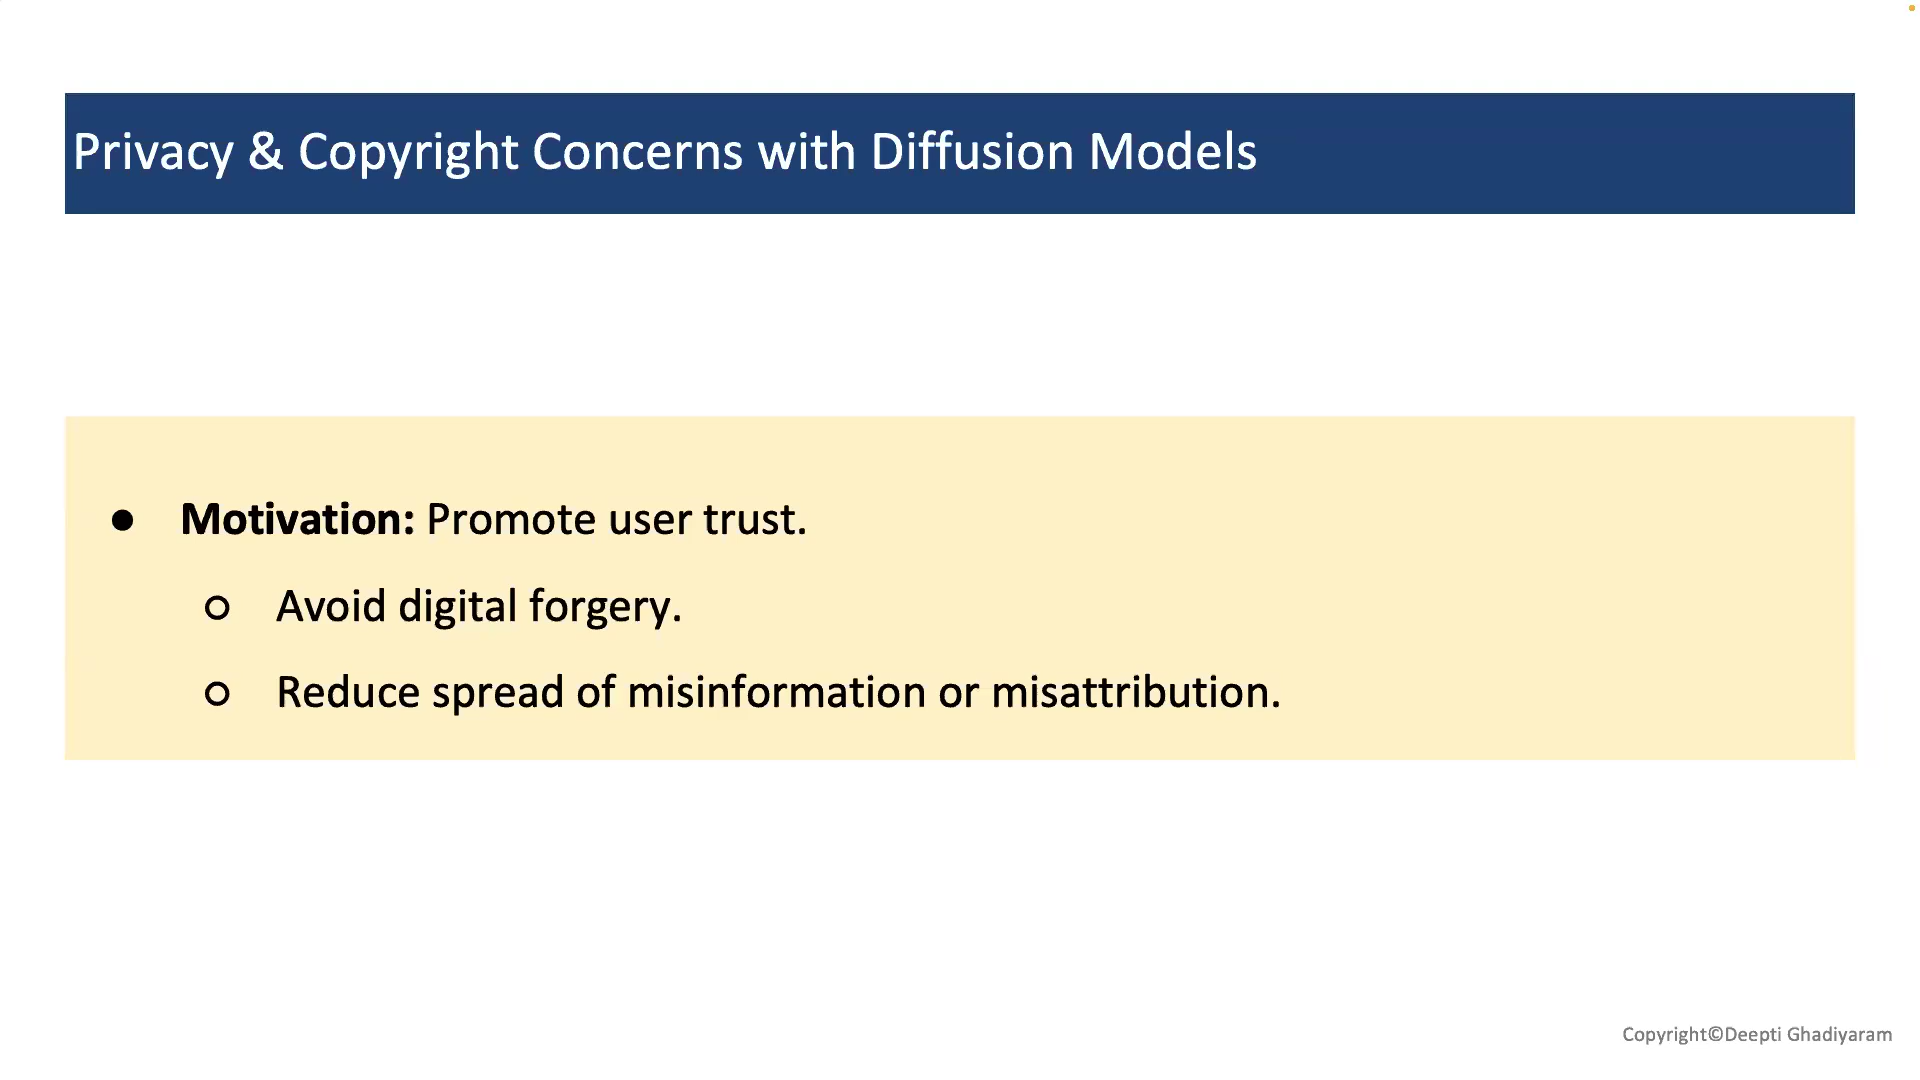 Privacy & Copyright Concerns with Diffusion Models
● Motivation: Promote user trust.
○ Avoid digital forgery.
○ Reduce spread of misinformation or misattribution.
Copyright©Deepti Ghadiyaram